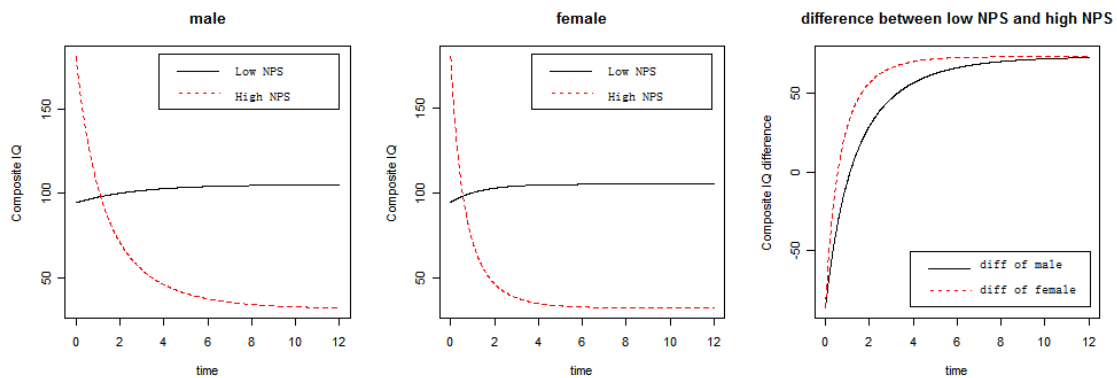 male
Composite IQ
150
100
50
Low NPS
High NPS
0 2 4 6 8 10 12
time
female
Composite IQ
150
100
50
Low NPS
High NPS
0 2 4 6 8 10 12
time
difference between low NPS and high NPS
Composite IQ difference
50
0
-50
diff of male
diff of female
0 2 4 6 8 10 12
time